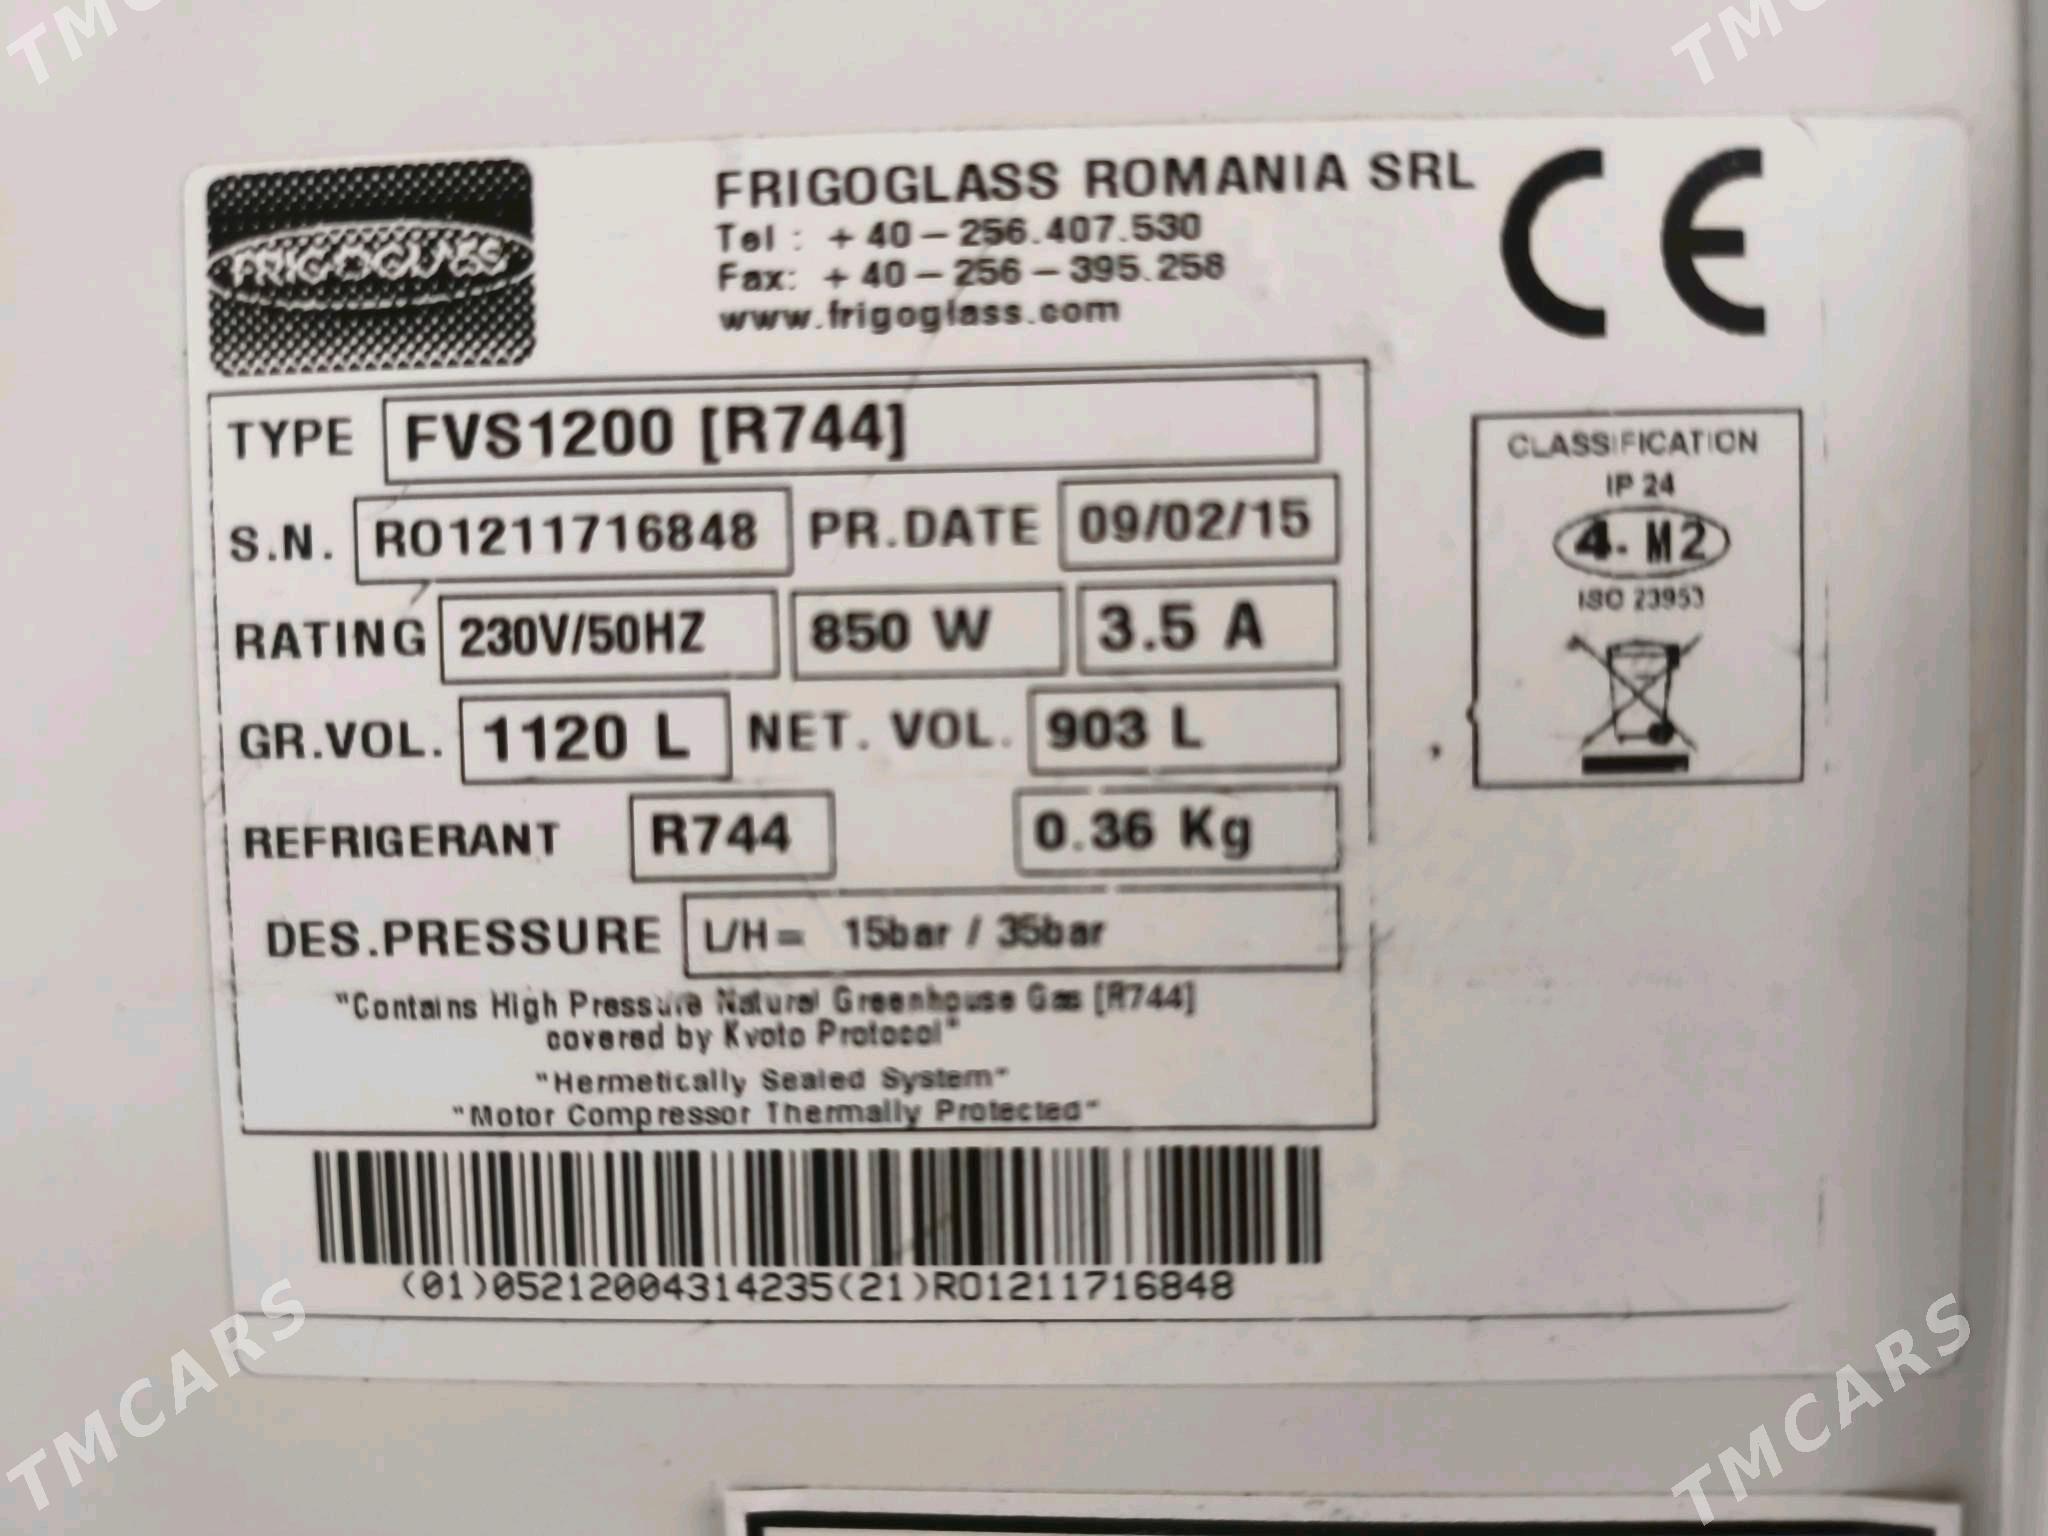 TMCARS
TMCARS
FRIGOGLASS
FRIGOGLASS ROMANIA SRL
Tel : +40-256.407.530
Fax: +40-256-395.258
www.frigoglass.com
CE
TYPE FVS1200 [R744]
S.N. RO1211716848 PR.DATE 09/02/15
RATING 230V/50HZ 850 W 3.5 A
GR.VOL. 1120 L NET. VOL. 903 L
REFRIGERANT R744 0.36 Kg
DES.PRESSURE L/H= 15bar / 35bar
"Contains High Pressure Natural Greenhouse Gas [R744]
covered by Kyoto Protocol"
"Hermetically Sealed System"
"Motor Compressor Thermally Protected"
CLASSIFICATION
IP 24
4. M2
ISO 23953
(01)05212004314235(21)RO1211716848
TMCARS
TMCARS